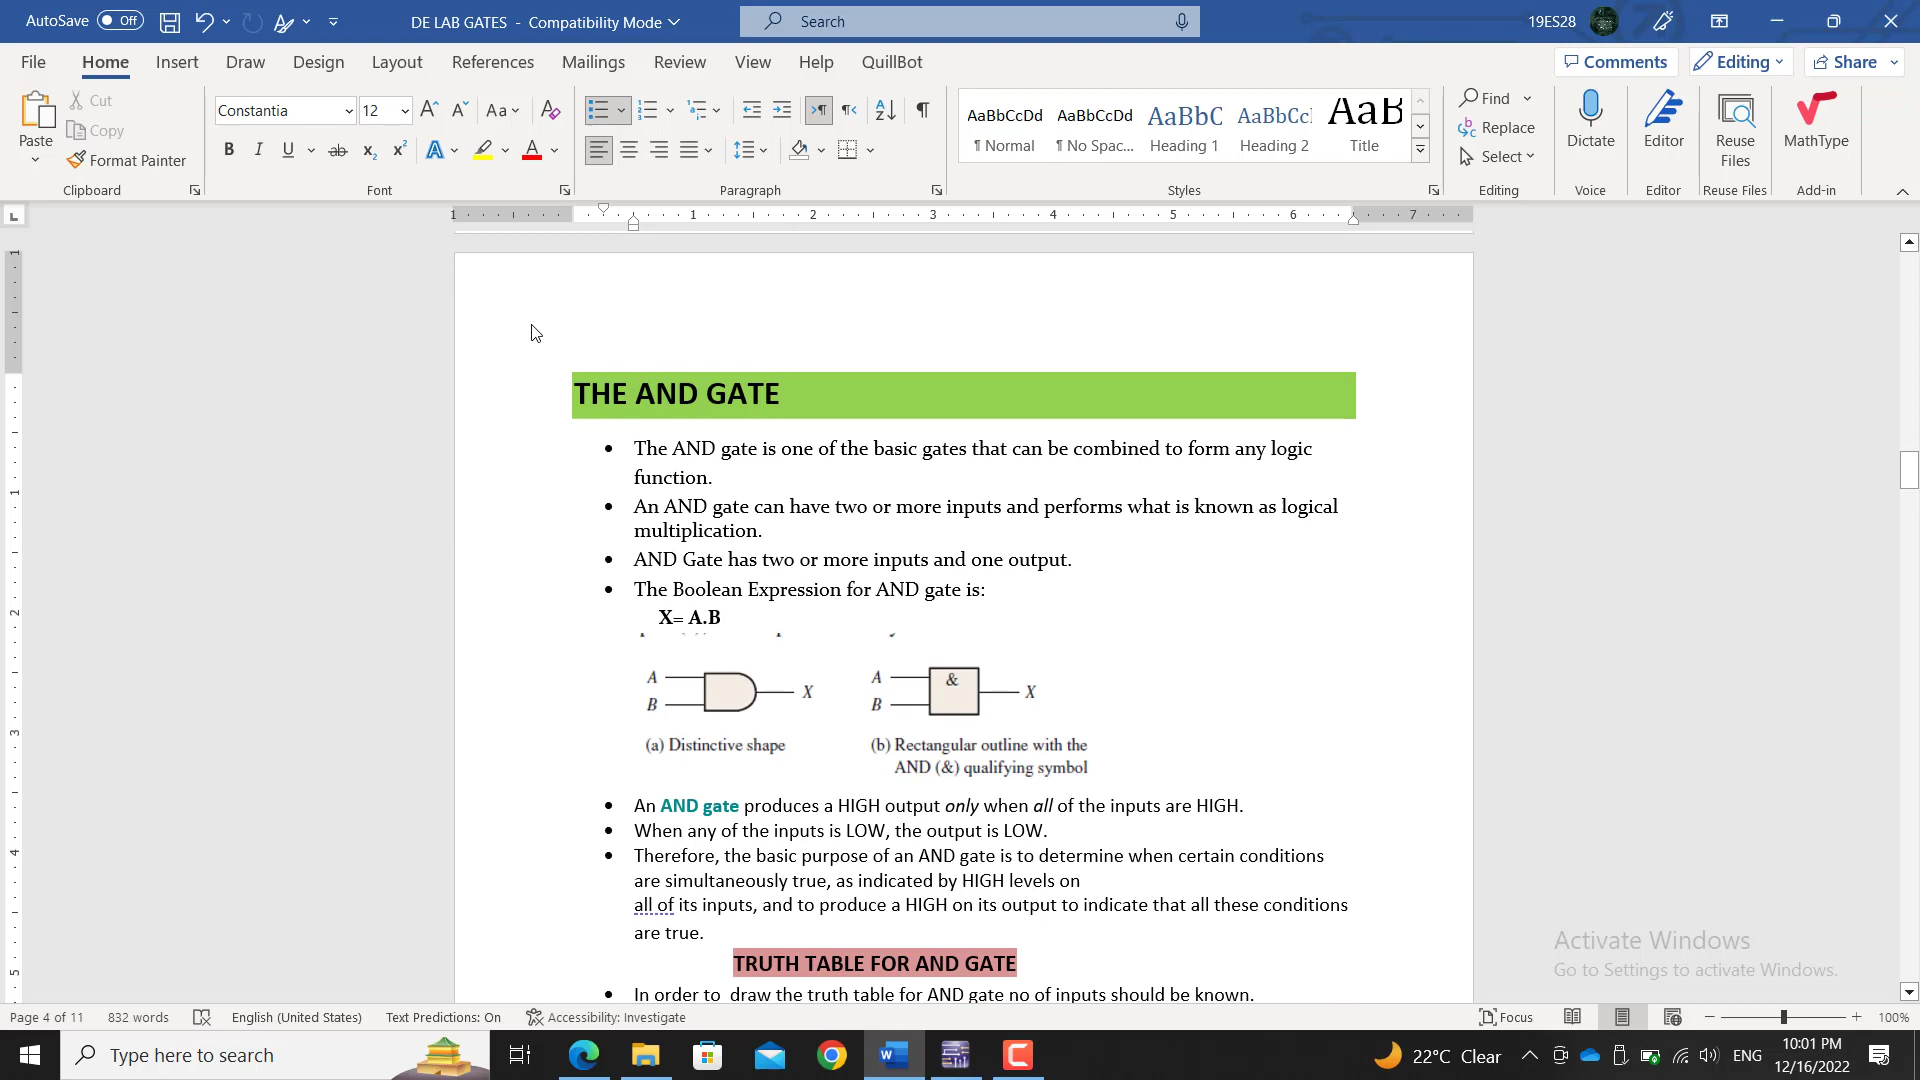 AutoSave Off DE LAB GATES - Compatibility Mode Search 19ES28
File Home Insert Draw Design Layout References Mailings Review View Help QuillBot Comments Editing Share
Paste Cut Copy Format Painter Clipboard
Constantia 12 Aa B I U ab x₂ x² A A Font
Paragraph
AaBbCcDd AaBbCcDd AaBbC AaBbCcI AaB
¶ Normal ¶ No Spac... Heading 1 Heading 2 Title
Styles
Find Replace Select Editing
Dictate Voice
Editor Editor
Reuse Files Reuse Files
MathType Add-in
1 1 2 3 4 5 6 7
THE AND GATE
• The AND gate is one of the basic gates that can be combined to form any logic
function.
• An AND gate can have two or more inputs and performs what is known as logical
multiplication.
• AND Gate has two or more inputs and one output.
• The Boolean Expression for AND gate is:
X= A.B
A B X A B & X
(a) Distinctive shape (b) Rectangular outline with the
AND (&) qualifying symbol
• An AND gate produces a HIGH output only when all of the inputs are HIGH.
• When any of the inputs is LOW, the output is LOW.
• Therefore, the basic purpose of an AND gate is to determine when certain conditions
are simultaneously true, as indicated by HIGH levels on
all of its inputs, and to produce a HIGH on its output to indicate that all these conditions
are true.
TRUTH TABLE FOR AND GATE
• In order to draw the truth table for AND gate no of inputs should be known.
Activate Windows
Go to Settings to activate Windows.
Page 4 of 11 832 words English (United States) Text Predictions: On Accessibility: Investigate Focus 100%
Type here to search 22°C Clear ENG 10:01 PM
12/16/2022